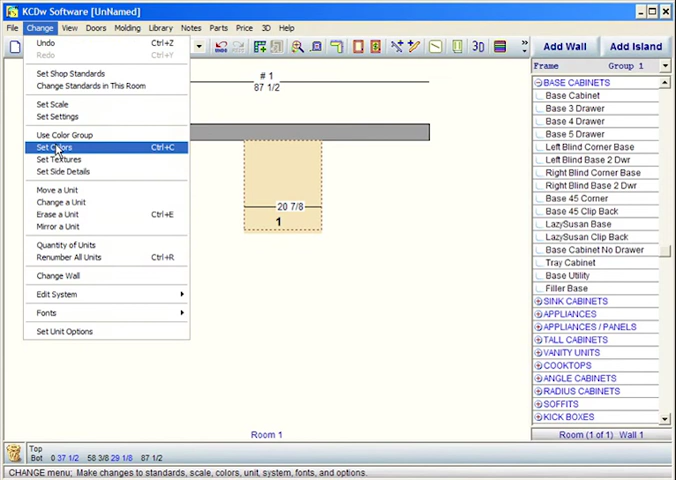 KCDw Software [UnNamed]
File Change View Doors Molding Library Notes Parts Price 3D Help
3D » Add Wall Add Island
Undo Ctrl+Z
Redo Ctrl+Y
Set Shop Standards
Change Standards in This Room
Set Scale
Set Settings
Use Color Group
Set Colors Ctrl+C
Set Textures
Set Side Details
Move a Unit
Change a Unit
Erase a Unit Ctrl+E
Mirror a Unit
Quantity of Units
Renumber All Units Ctrl+R
Change Wall
Edit System
Fonts
Set Unit Options
# 1
87 1/2
20 7/8
1
Room 1
Frame Group 1
BASE CABINETS
Base Cabinet
Base 3 Drawer
Base 4 Drawer
Base 5 Drawer
Left Blind Corner Base
Left Blind Base 2 Dwr
Right Blind Corner Base
Right Blind Base 2 Dwr
Base 45 Corner
Base 45 Clip Back
LazySusan Base
LazySusan Clip Back
Base Cabinet No Drawer
Tray Cabinet
Base Utility
Filler Base
SINK CABINETS
APPLIANCES
APPLIANCES / PANELS
TALL CABINETS
VANITY UNITS
COOKTOPS
ANGLE CABINETS
RADIUS CABINETS
SOFFITS
KICK BOXES
Room (1 of 1) Wall 1
Top
Bot 0 37 1/2 58 3/8 29 1/8 87 1/2
CHANGE menu; Make changes to standards, scale, colors, unit, system, fonts, and options.